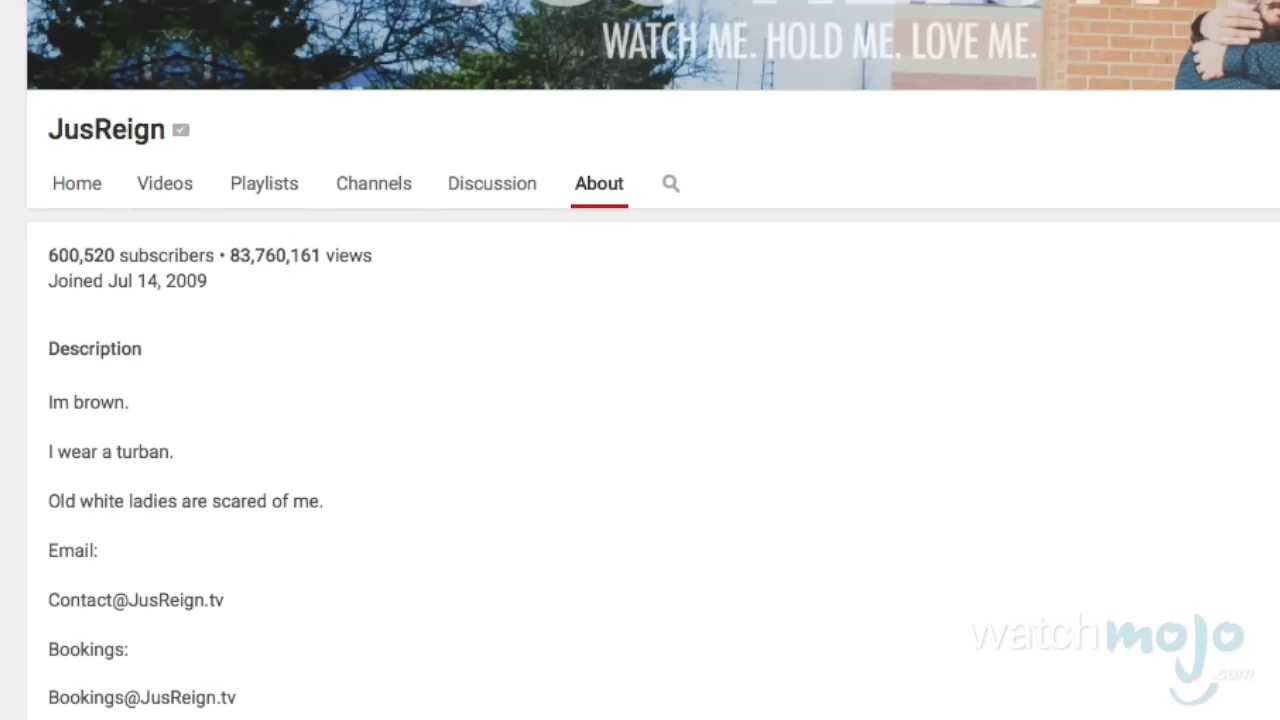 WATCH ME. HOLD ME. LOVE ME.
JusReign
Home Videos Playlists Channels Discussion About
600,520 subscribers • 83,760,161 views
Joined Jul 14, 2009
Description
Im brown.
I wear a turban.
Old white ladies are scared of me.
Email:
Contact@JusReign.tv
Bookings:
Bookings@JusReign.tv
watchmojo
.com